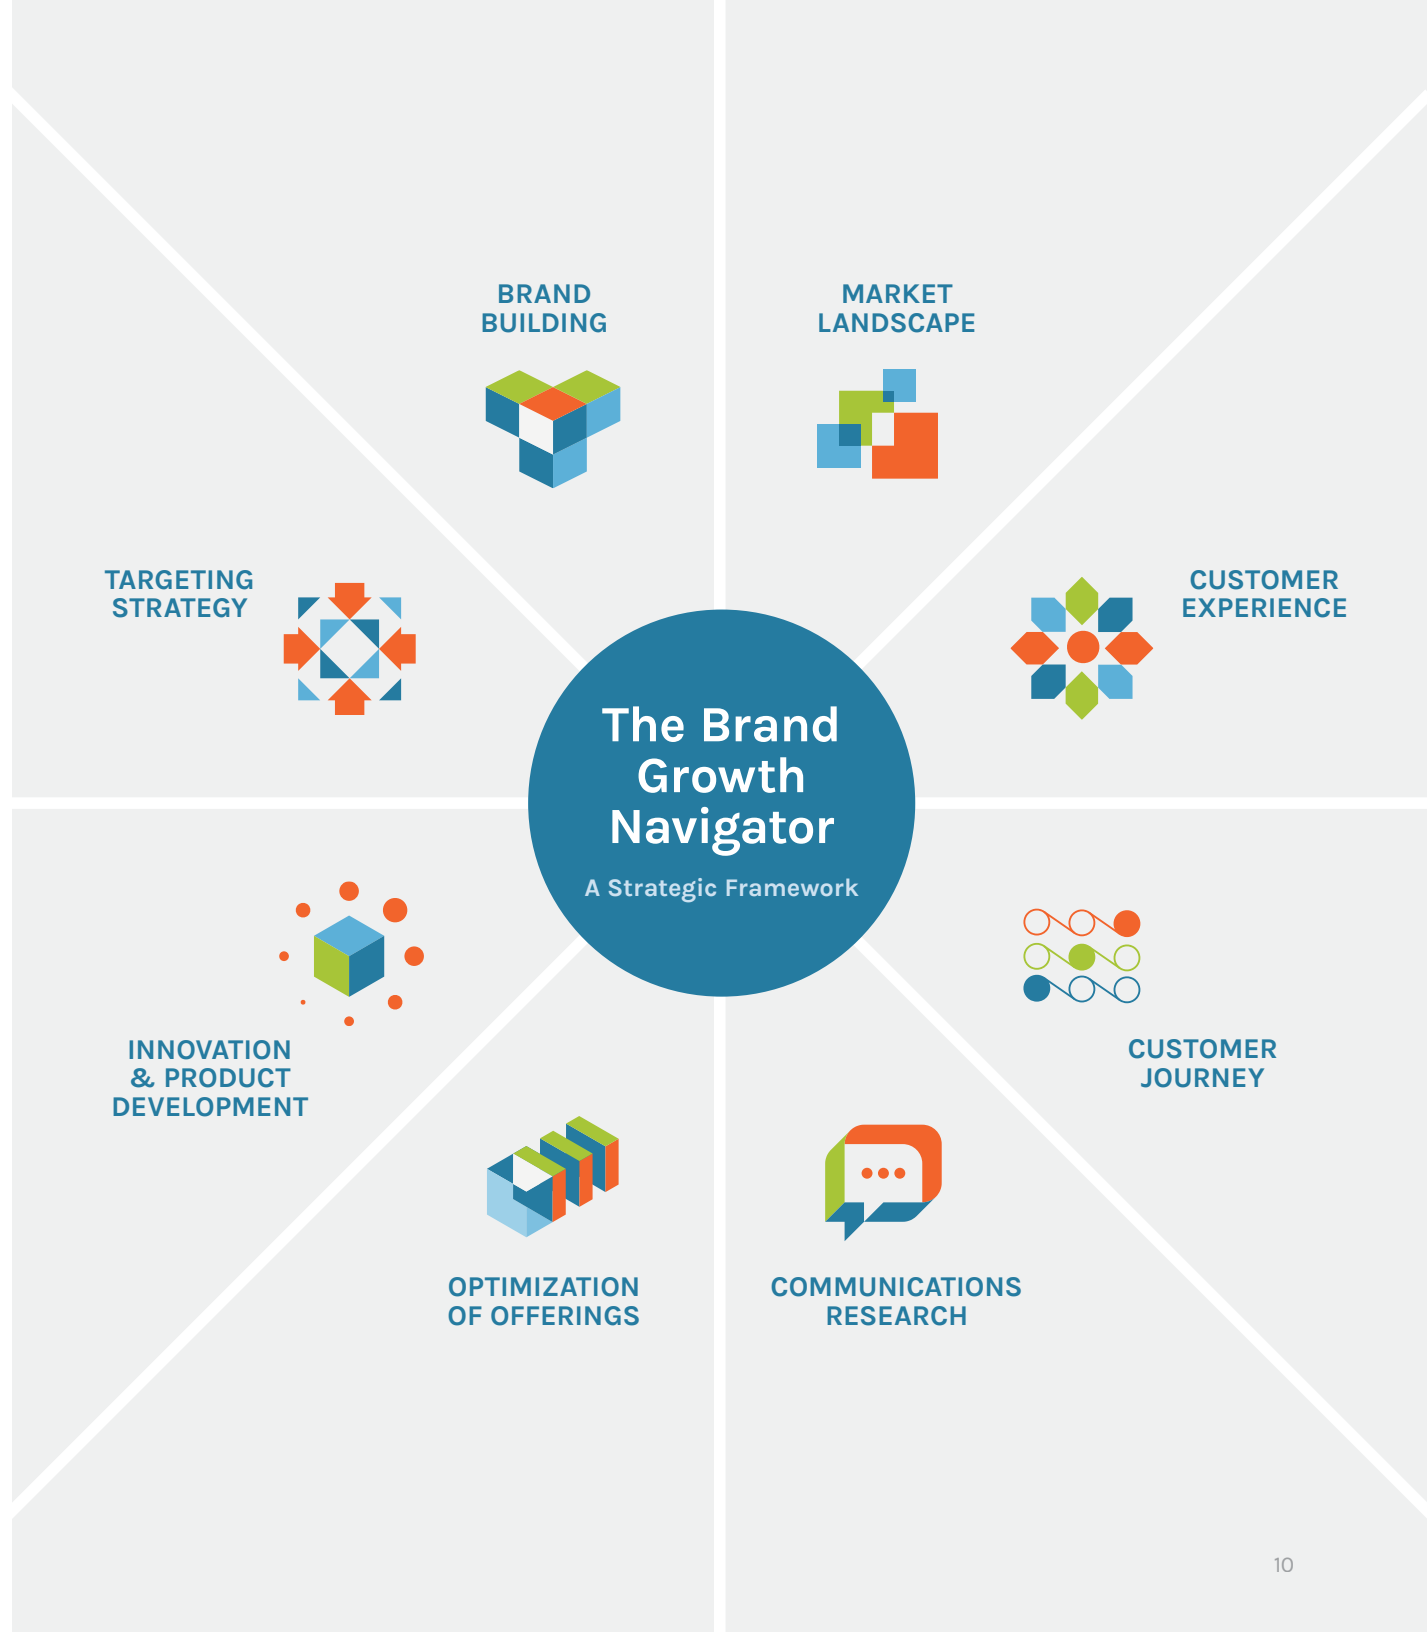 BRAND
BUILDING
MARKET
LANDSCAPE
TARGETING
STRATEGY
CUSTOMER
EXPERIENCE
The Brand
Growth
Navigator
A Strategic Framework
INNOVATION
& PRODUCT
DEVELOPMENT
CUSTOMER
JOURNEY
OPTIMIZATION
OF OFFERINGS
COMMUNICATIONS
RESEARCH
10